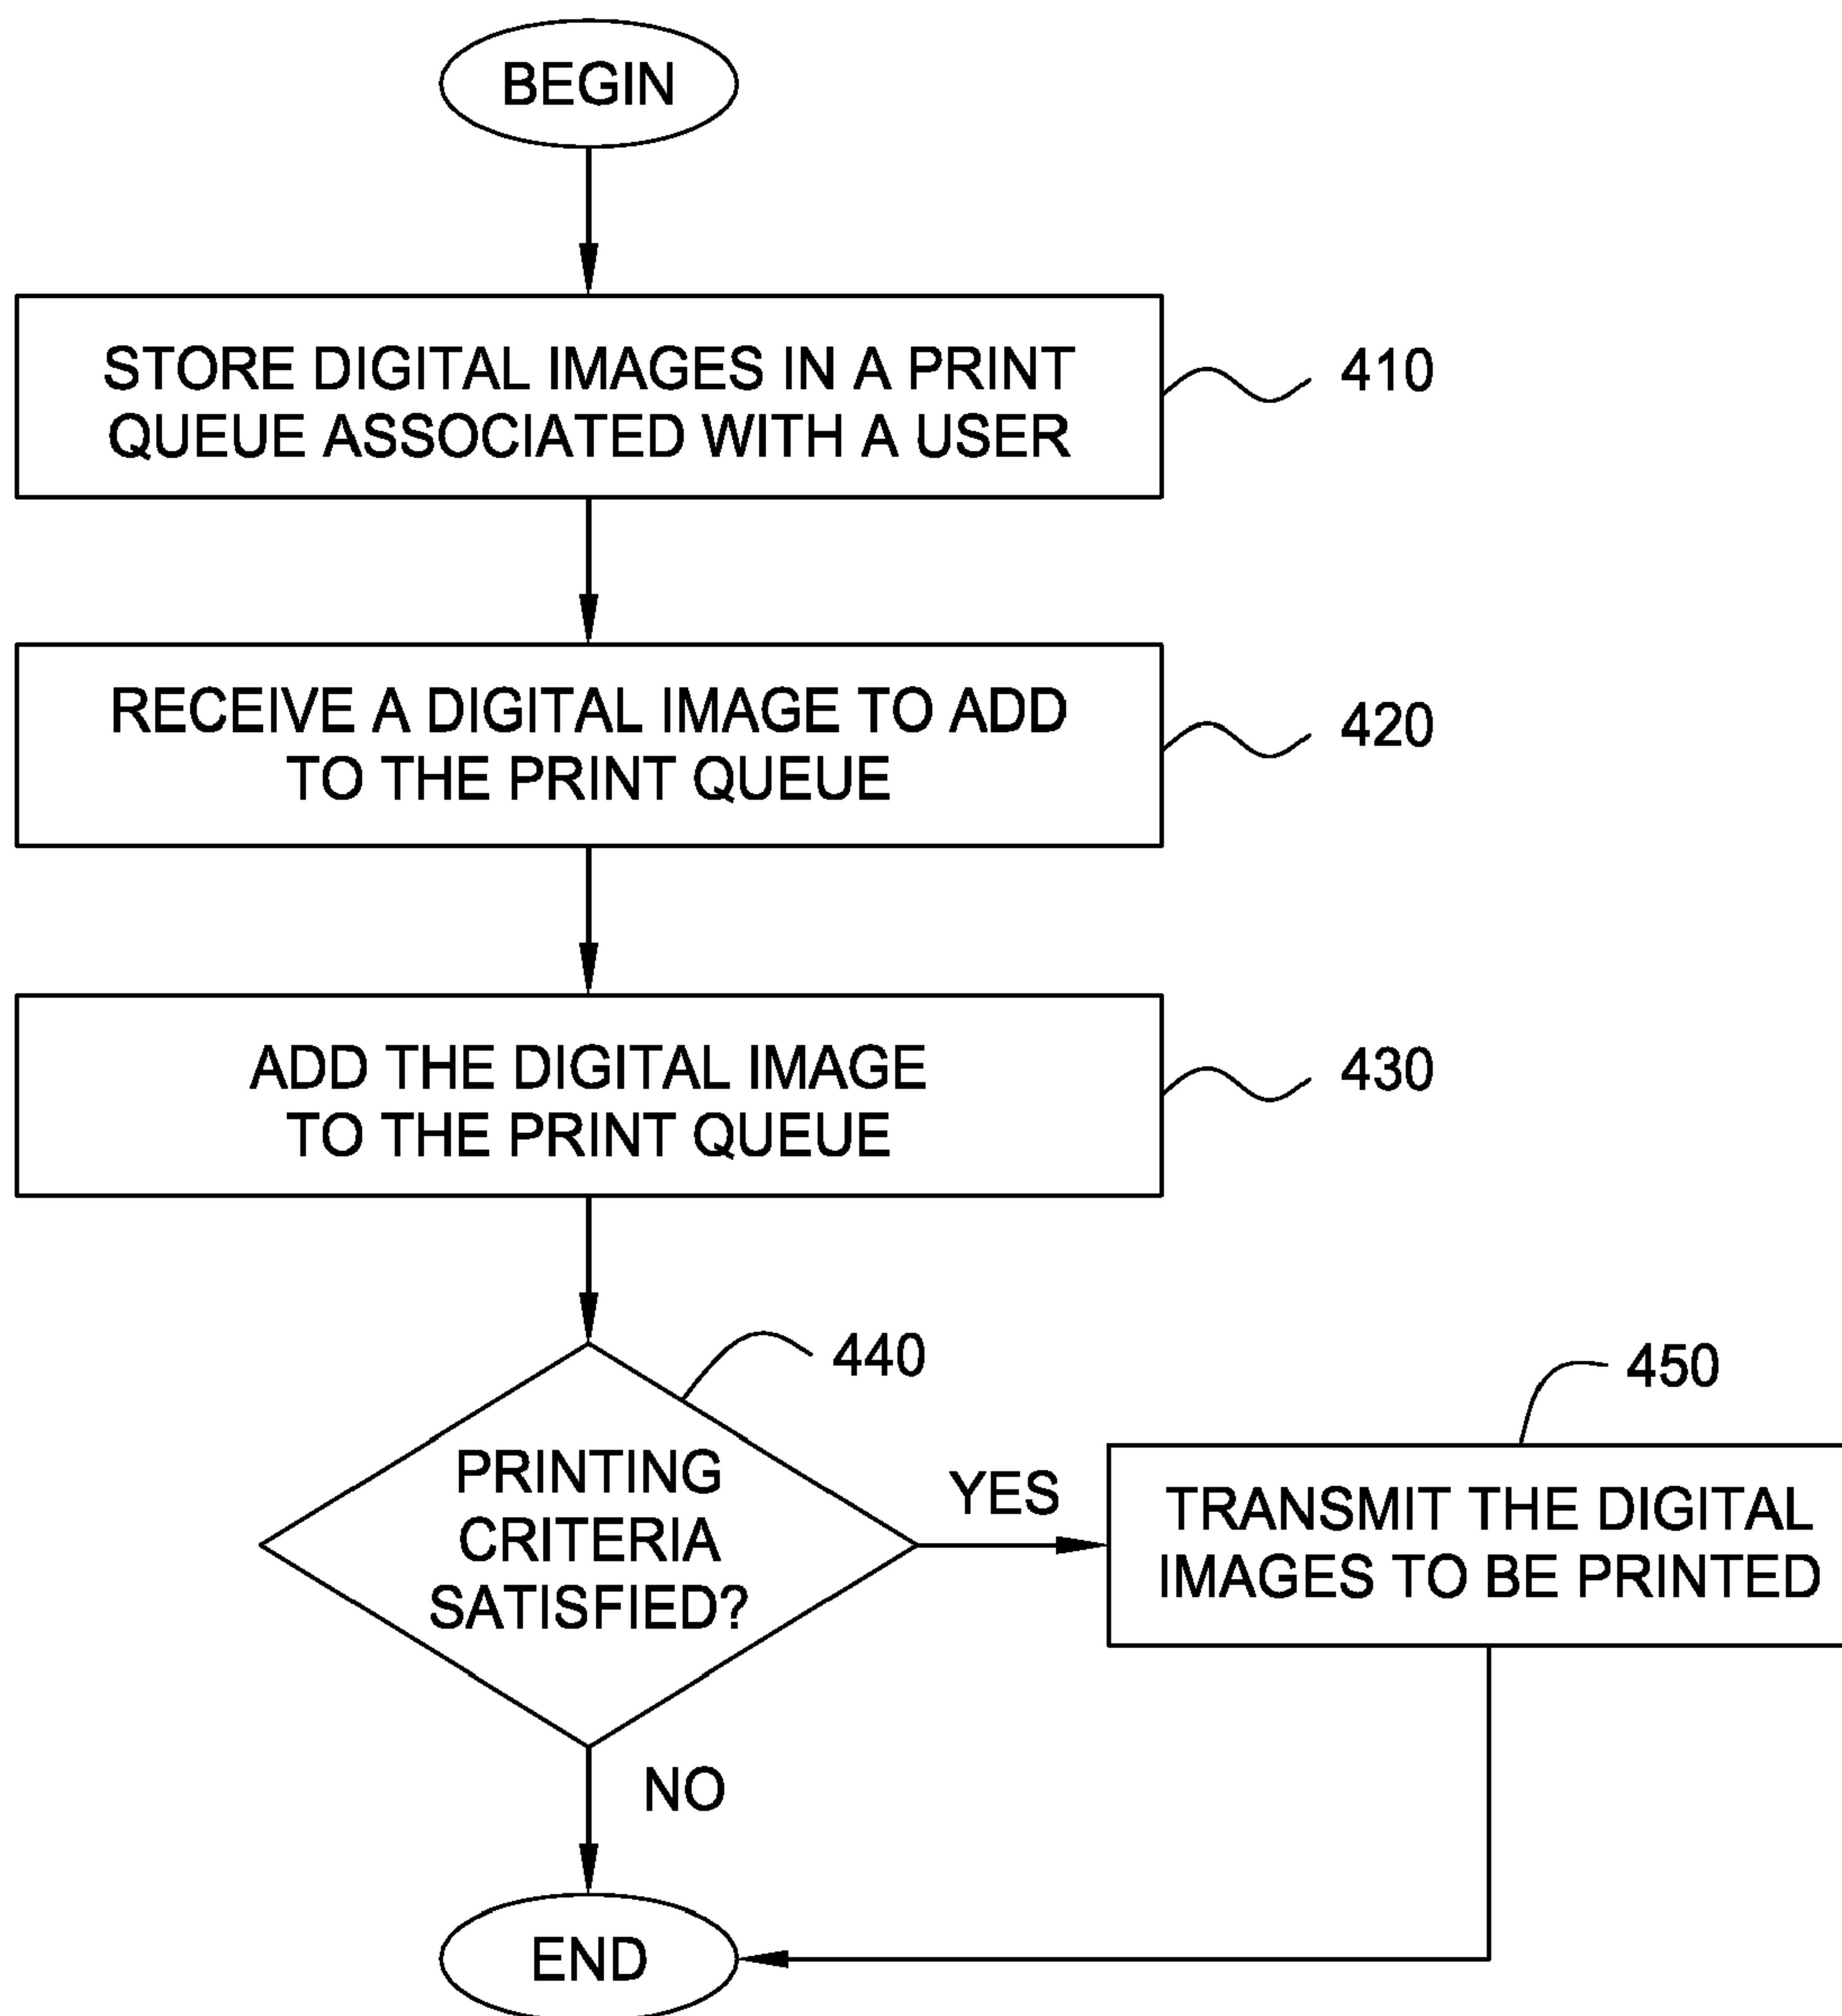 BEGIN
STORE DIGITAL IMAGES IN A PRINT
QUEUE ASSOCIATED WITH A USER
410
RECEIVE A DIGITAL IMAGE TO ADD
TO THE PRINT QUEUE
420
ADD THE DIGITAL IMAGE
TO THE PRINT QUEUE
430
440
PRINTING
CRITERIA
SATISFIED?
YES
450
TRANSMIT THE DIGITAL
IMAGES TO BE PRINTED
NO
END